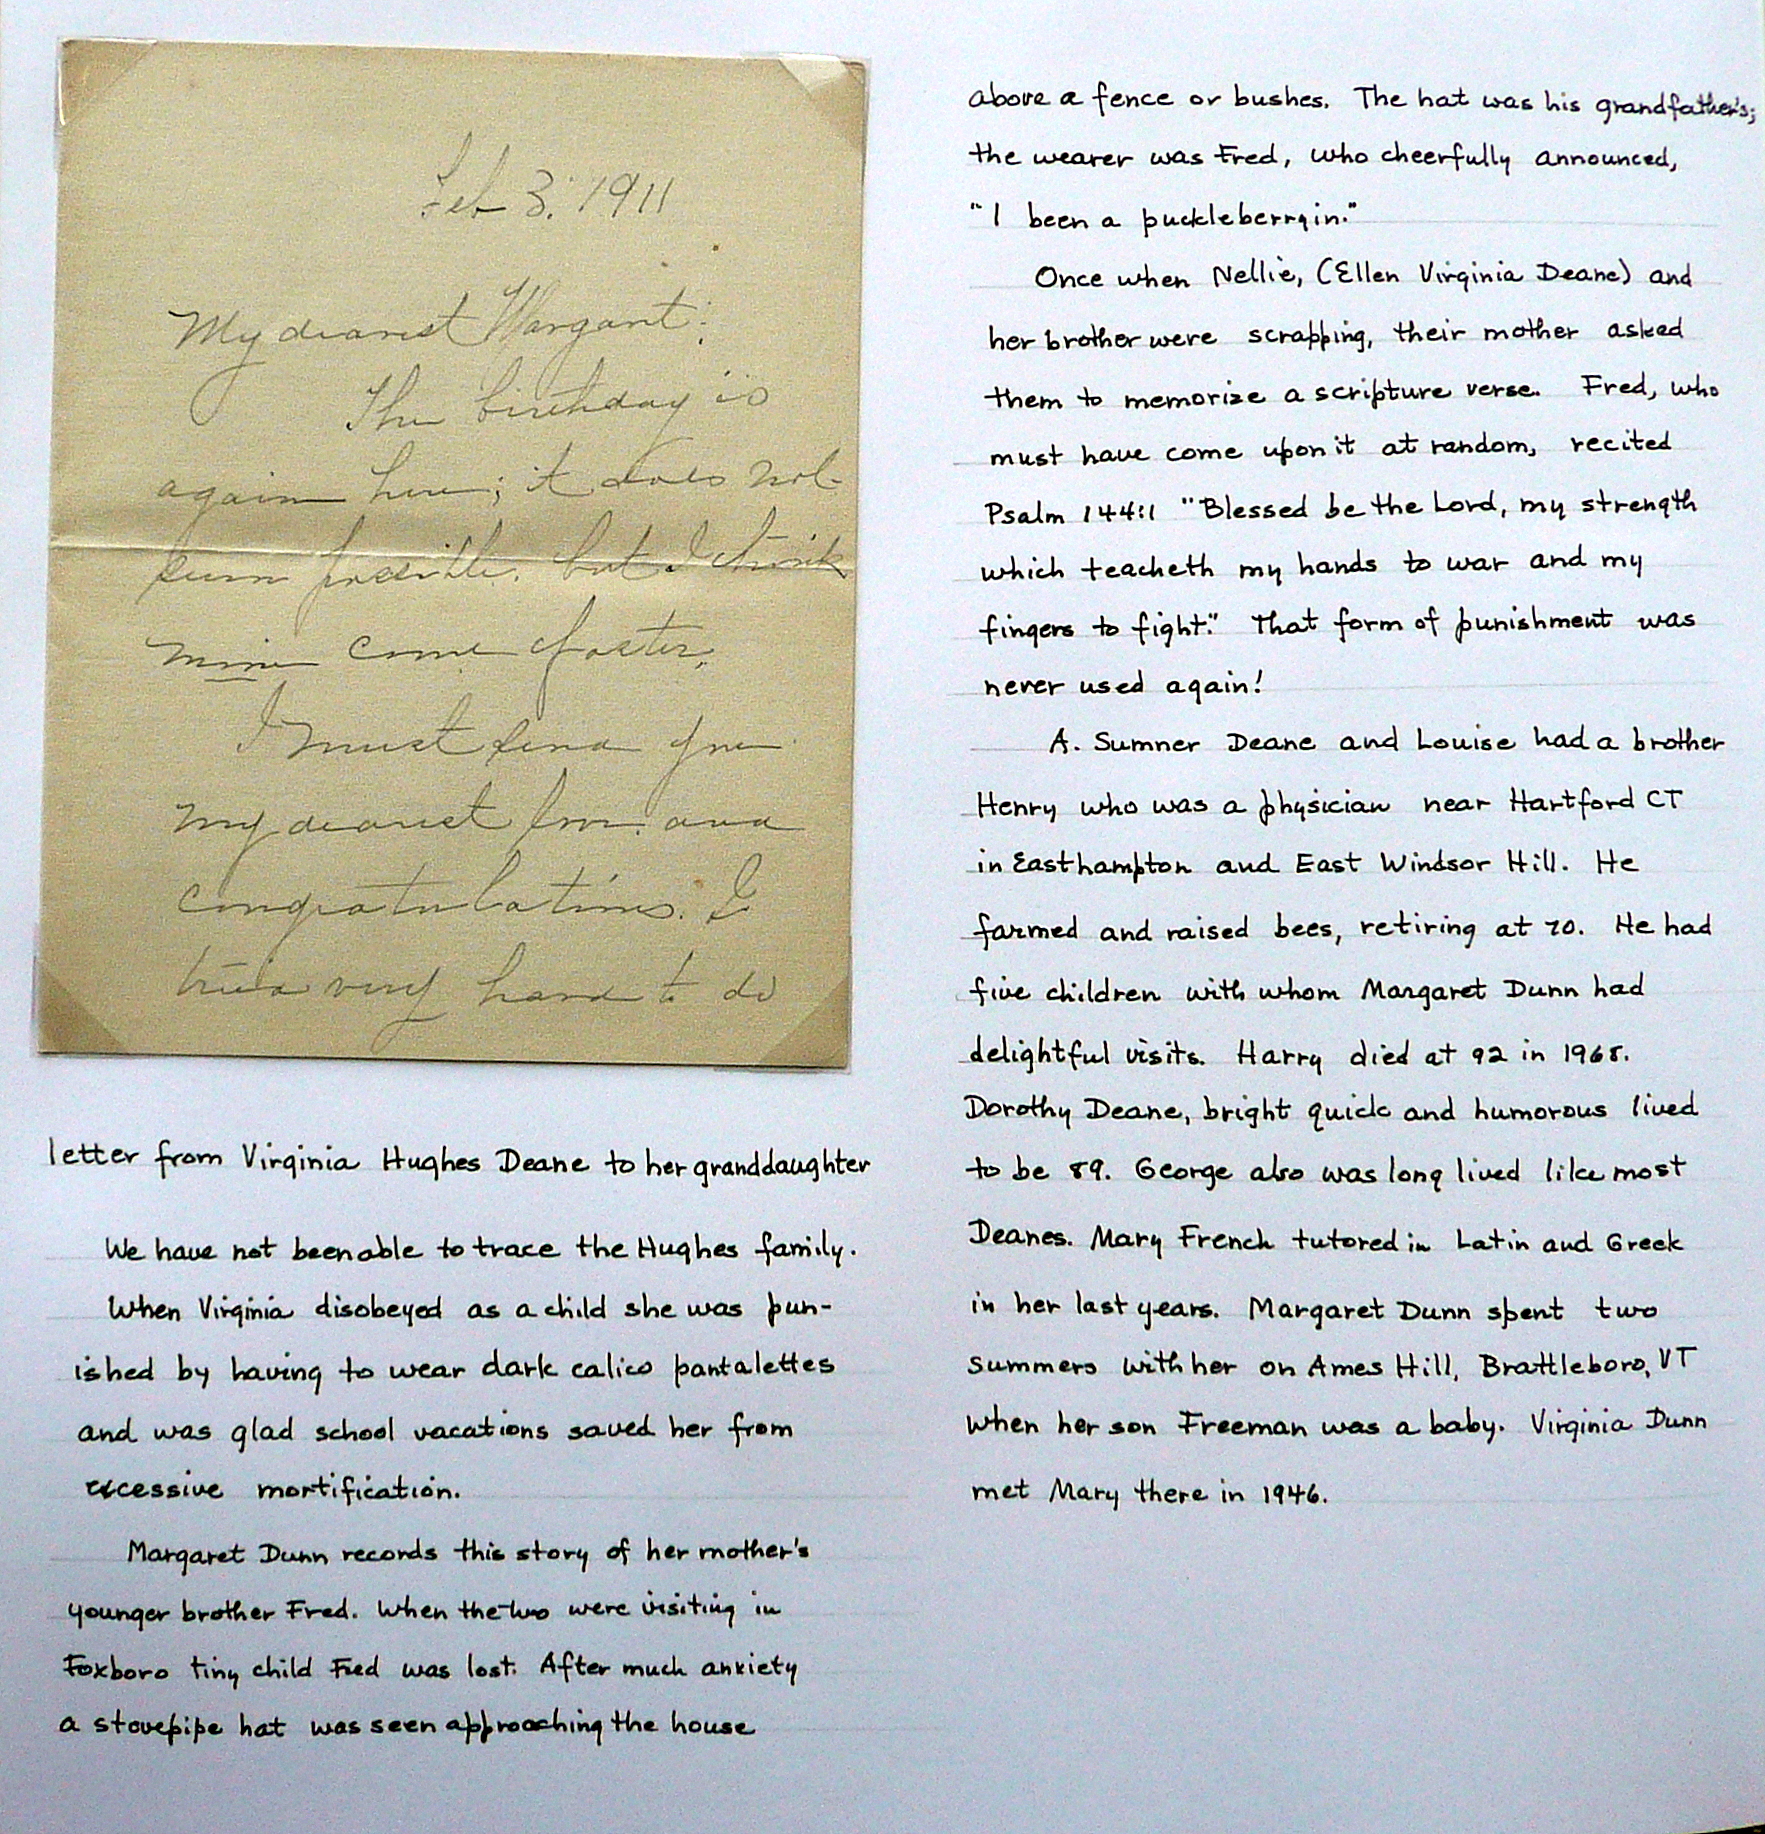 Feb 3. 1911
My dearest Margaret:
The birthday is
again here; it does not
seem possible, but I think
mine come faster.
I must send you
my dearest love and
congratulations. I
tried very hard to do
letter from Virginia Hughes Deane to her granddaughter
We have not been able to trace the Hughes family.
When Virginia disobeyed as a child she was pun-
ished by having to wear dark calico pantalettes
and was glad school vacations saved her from
excessive mortification.
Margaret Dunn records this story of her mother's
younger brother Fred. When the two were visiting in
Foxboro tiny child Fred was lost. After much anxiety
a stovepipe hat was seen approaching the house
above a fence or bushes. The hat was his grandfather's;
the wearer was Fred, who cheerfully announced,
"I been a puckleberryin."
Once when Nellie, (Ellen Virginia Deane) and
her brother were scrapping, their mother asked
them to memorize a scripture verse. Fred, who
must have come upon it at random, recited
Psalm 144:1 "Blessed be the Lord, my strength
which teacheth my hands to war and my
fingers to fight." That form of punishment was
never used again!
A. Sumner Deane and Louise had a brother
Henry who was a physician near Hartford CT
in Easthampton and East Windsor Hill. He
farmed and raised bees, retiring at 70. He had
five children with whom Margaret Dunn had
delightful visits. Harry died at 92 in 1968.
Dorothy Deane, bright quick and humorous lived
to be 89. George also was long lived like most
Deanes. Mary French tutored in Latin and Greek
in her last years. Margaret Dunn spent two
summers with her on Ames Hill, Brattleboro, VT
when her son Freeman was a baby. Virginia Dunn
met Mary there in 1946.